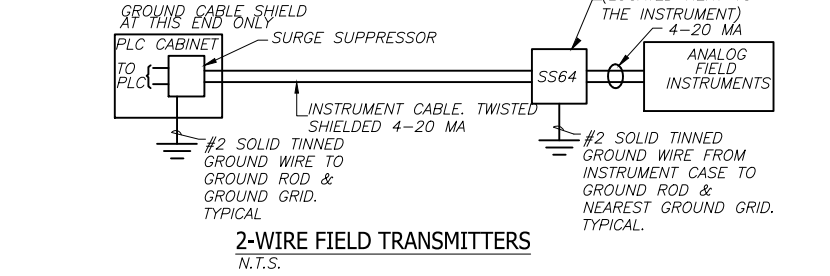 GROUND CABLE SHIELD
AT THIS END ONLY
PLC CABINET
SURGE SUPPRESSOR
TO
PLC
INSTRUMENT CABLE. TWISTED
SHIELDED 4-20 MA
#2 SOLID TINNED
GROUND WIRE TO
GROUND ROD &
GROUND GRID.
TYPICAL
THE INSTRUMENT)
4-20 MA
SS64
ANALOG
FIELD
INSTRUMENTS
#2 SOLID TINNED
GROUND WIRE FROM
INSTRUMENT CASE TO
GROUND ROD &
NEAREST GROUND GRID.
TYPICAL.
2-WIRE FIELD TRANSMITTERS
N.T.S.